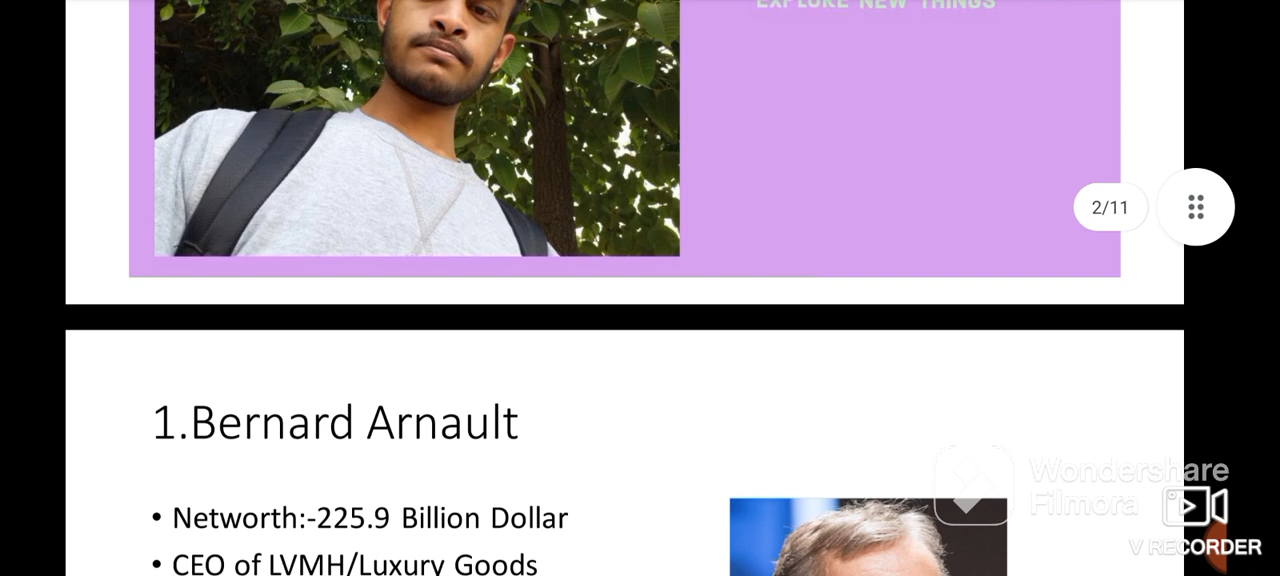 EXPLORE NEW THINGS
2/11
1.Bernard Arnault
• Networth:-225.9 Billion Dollar
• CEO of LVMH/Luxury Goods
Wondershare
Filmora
V RECORDER